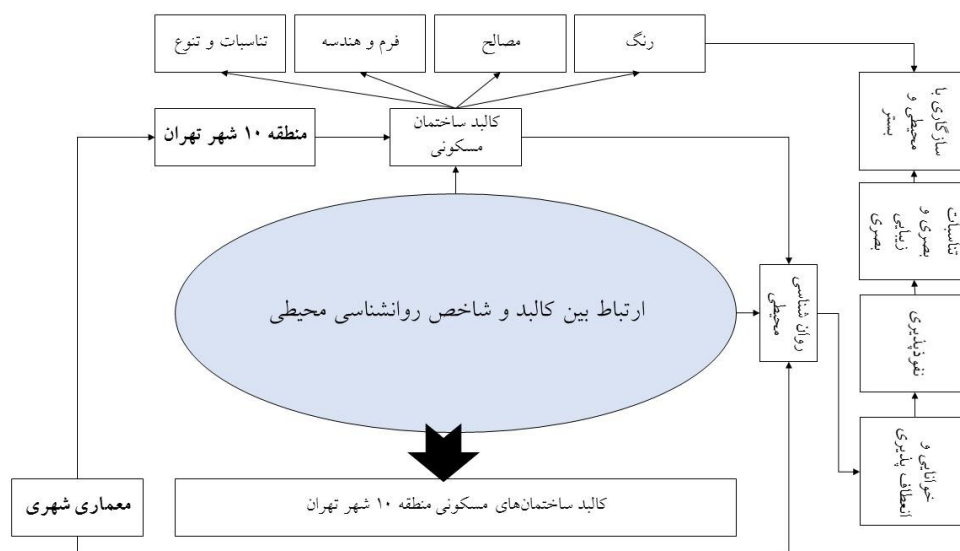 رنگ
مصالح
فرم و هندسه
تناسبات و تنوع
سازگاری با
محیطی و
بستر
کالبد ساختمان
مسکونی
منطقه ۱۰ شهر تهران
تناسبات
بصری و
زیبایی
بصری
ارتباط بین کالبد و شاخص روانشناسی محیطی
روان شناسی
محیطی
نفوذپذیری
خوانایی و
انعطاف پذیری
کالبد ساختمان‌های مسکونی منطقه ۱۰ شهر تهران
معماری شهری